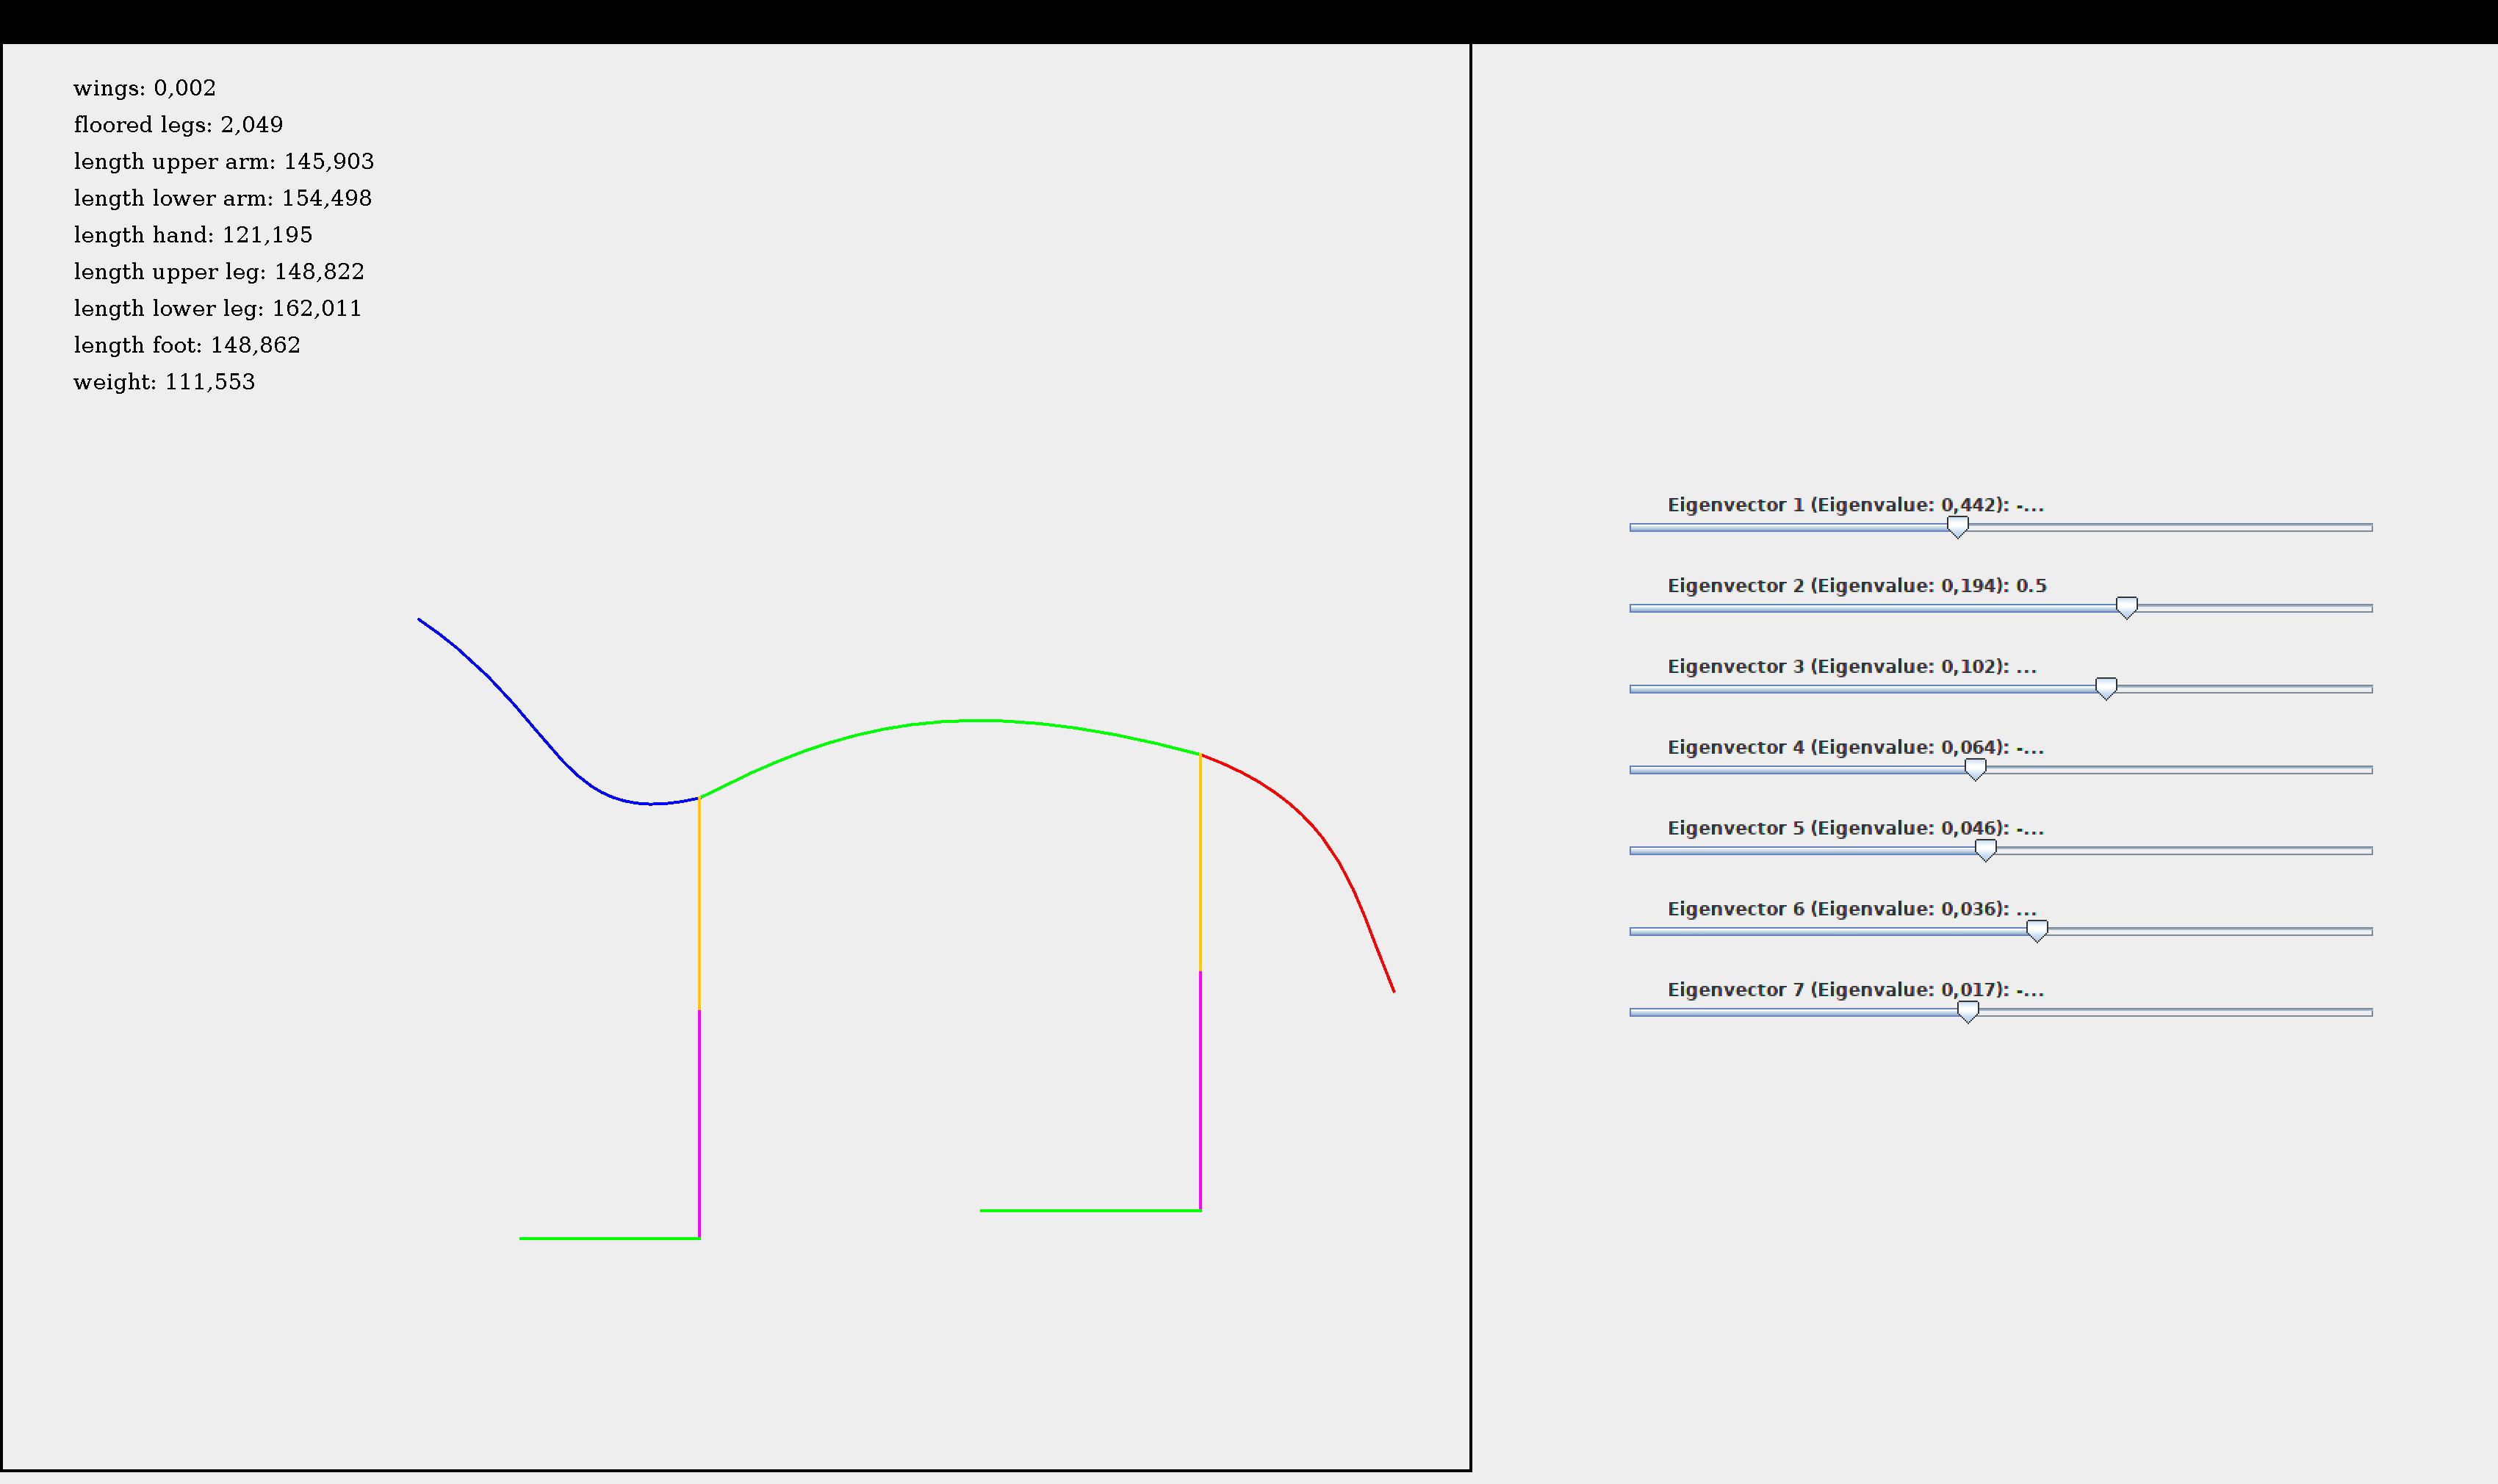 wings: 0,002
floored legs: 2,049
length upper arm: 145,903
length lower arm: 154,498
length hand: 121,195
length upper leg: 148,822
length lower leg: 162,011
length foot: 148,862
weight: 111,553
Eigenvector 1 (Eigenvalue: 0,442): -...
Eigenvector 2 (Eigenvalue: 0,194): 0.5
Eigenvector 3 (Eigenvalue: 0,102): ...
Eigenvector 4 (Eigenvalue: 0,064): -...
Eigenvector 5 (Eigenvalue: 0,046): -...
Eigenvector 6 (Eigenvalue: 0,036): ...
Eigenvector 7 (Eigenvalue: 0,017): -...